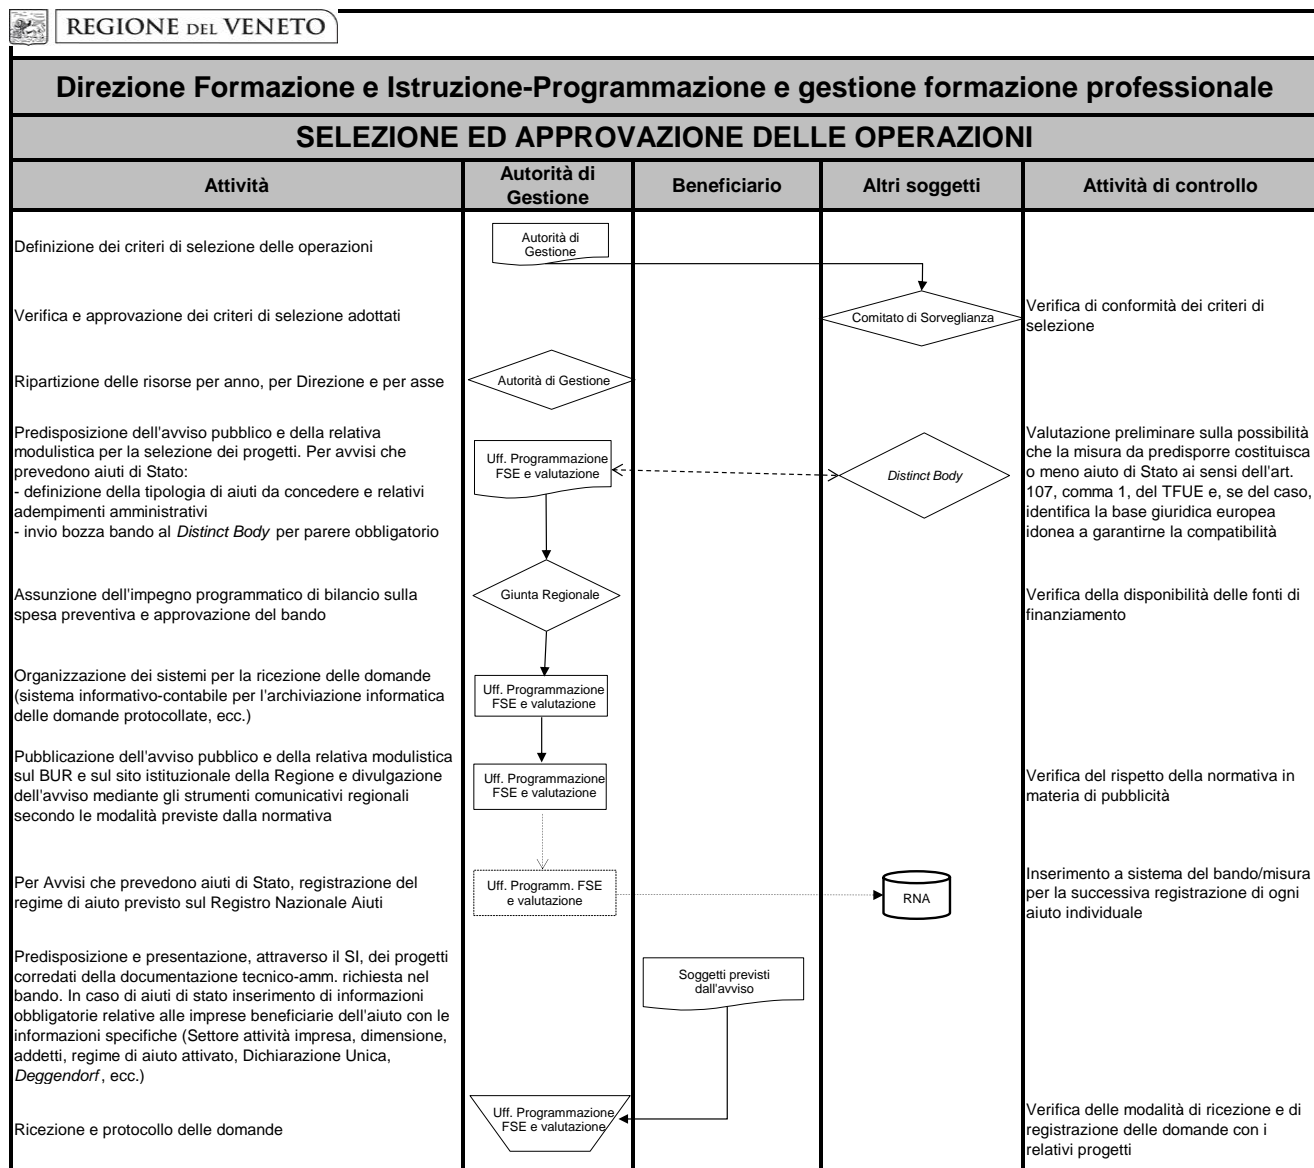 REGIONE DEL VENETO
Direzione Formazione e Istruzione-Programmazione e gestione formazione professionale
SELEZIONE ED APPROVAZIONE DELLE OPERAZIONI
Attività
Autorità di
Gestione
Beneficiario
Altri soggetti
Attività di controllo
Definizione dei criteri di selezione delle operazioni
Autorità di
Gestione
Verifica e approvazione dei criteri di selezione adottati
Comitato di Sorveglianza
Verifica di conformità dei criteri di
selezione
Ripartizione delle risorse per anno, per Direzione e per asse
Autorità di Gestione
Predisposizione dell'avviso pubblico e della relativa
modulistica per la selezione dei progetti. Per avvisi che
prevedono aiuti di Stato:
- definizione della tipologia di aiuti da concedere e relativi
adempimenti amministrativi
- invio bozza bando al Distinct Body per parere obbligatorio
Uff. Programmazione
FSE e valutazione
Distinct Body
Valutazione preliminare sulla possibilità
che la misura da predisporre costituisca
o meno aiuto di Stato ai sensi dell'art.
107, comma 1, del TFUE e, se del caso,
identifica la base giuridica europea
idonea a garantirne la compatibilità
Assunzione dell'impegno programmatico di bilancio sulla
spesa preventiva e approvazione del bando
Giunta Regionale
Verifica della disponibilità delle fonti di
finanziamento
Organizzazione dei sistemi per la ricezione delle domande
(sistema informativo-contabile per l'archiviazione informatica
delle domande protocollate, ecc.)
Uff. Programmazione
FSE e valutazione
Pubblicazione dell'avviso pubblico e della relativa modulistica
sul BUR e sul sito istituzionale della Regione e divulgazione
dell'avviso mediante gli strumenti comunicativi regionali
secondo le modalità previste dalla normativa
Uff. Programmazione
FSE e valutazione
Verifica del rispetto della normativa in
materia di pubblicità
Per Avvisi che prevedono aiuti di Stato, registrazione del
regime di aiuto previsto sul Registro Nazionale Aiuti
Uff. Programm. FSE
e valutazione
RNA
Inserimento a sistema del bando/misura
per la successiva registrazione di ogni
aiuto individuale
Predisposizione e presentazione, attraverso il SI, dei progetti
corredati della documentazione tecnico-amm. richiesta nel
bando. In caso di aiuti di stato inserimento di informazioni
obbligatorie relative alle imprese beneficiarie dell'aiuto con le
informazioni specifiche (Settore attività impresa, dimensione,
addetti, regime di aiuto attivato, Dichiarazione Unica,
Deggendorf, ecc.)
Soggetti previsti
dall'avviso
Ricezione e protocollo delle domande
Uff. Programmazione
FSE e valutazione
Verifica delle modalità di ricezione e di
registrazione delle domande con i
relativi progetti